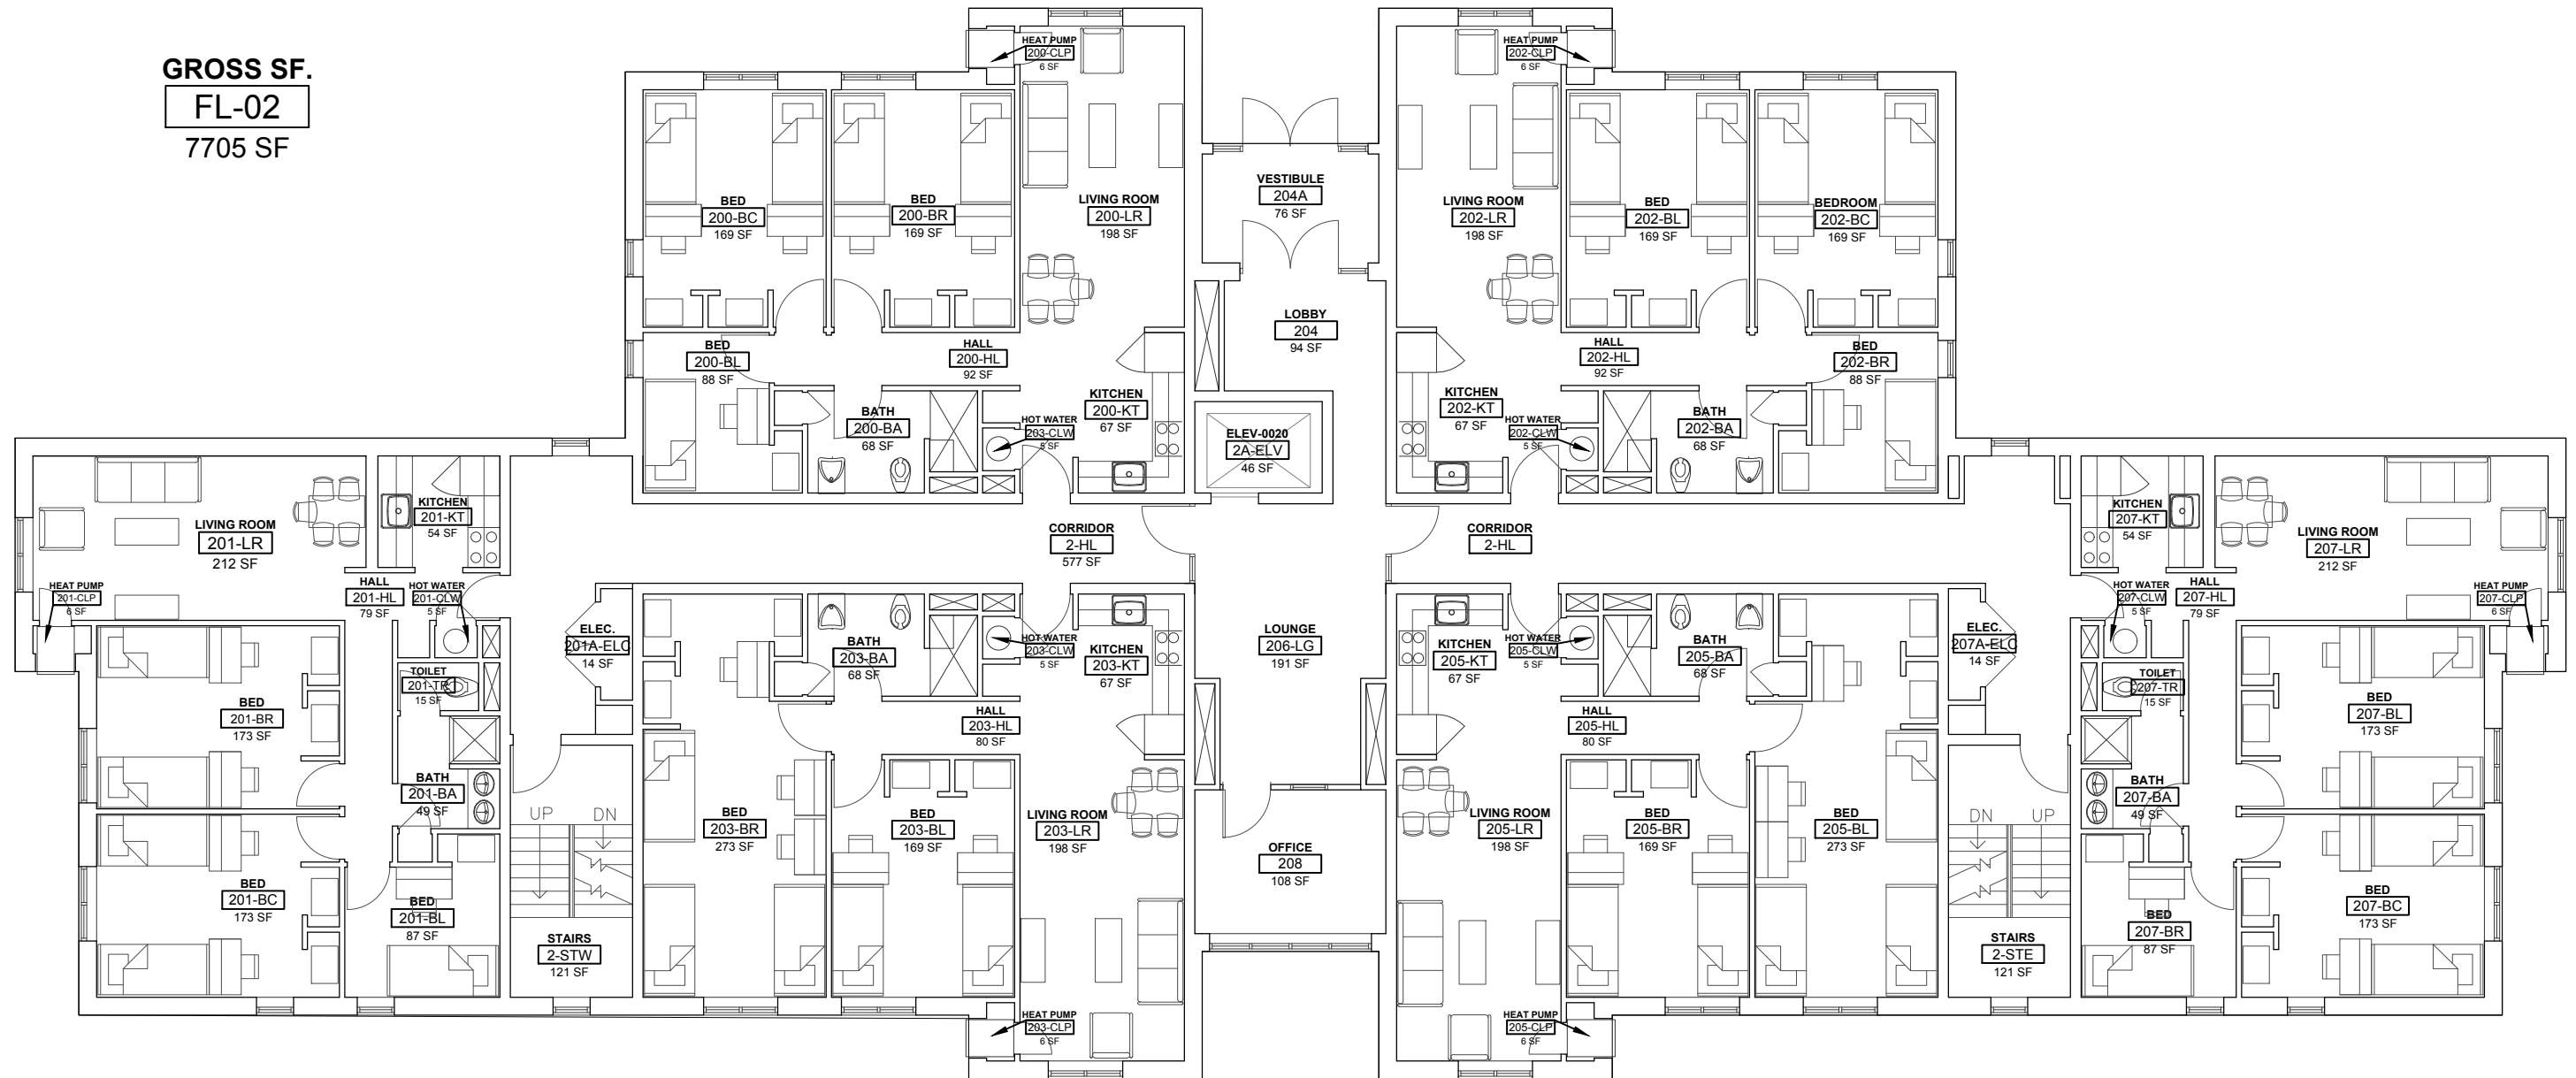 GROSS SF.
FL-02
7705 SF
HEAT PUMP
200-CLP
6 SF
HEAT PUMP
202-CLP
6 SF
BED
200-BC
169 SF
BED
200-BR
169 SF
LIVING ROOM
200-LR
198 SF
VESTIBULE
204A
76 SF
LIVING ROOM
202-LR
198 SF
BED
202-BL
169 SF
BEDROOM
202-BC
169 SF
LOBBY
204
94 SF
BED
200-BL
88 SF
HALL
200-HL
92 SF
HALL
202-HL
92 SF
BED
202-BR
88 SF
KITCHEN
200-KT
67 SF
KITCHEN
202-KT
67 SF
BATH
200-BA
68 SF
HOT WATER
203-CLW
5 SF
ELEV-0020
2A-ELV
46 SF
HOT WATER
202-CLW
5 SF
BATH
202-BA
68 SF
LIVING ROOM
201-LR
212 SF
KITCHEN
201-KT
54 SF
CORRIDOR
2-HL
577 SF
CORRIDOR
2-HL
KITCHEN
207-KT
54 SF
LIVING ROOM
207-LR
212 SF
HEAT PUMP
201-CLP
6 SF
HALL
201-HL
79 SF
HOT WATER
201-CLW
5 SF
HOT WATER
207-CLW
5 SF
HALL
207-HL
79 SF
HEAT PUMP
207-CLP
6 SF
ELEC.
201A-ELC
14 SF
BATH
203-BA
68 SF
HOT WATER
203-CLW
5 SF
KITCHEN
203-KT
67 SF
LOUNGE
206-LG
191 SF
KITCHEN
205-KT
67 SF
HOT WATER
205-CLW
5 SF
BATH
205-BA
68 SF
ELEC.
207A-ELC
14 SF
TOILET
201-TR
15 SF
TOILET
207-TR
15 SF
BED
201-BR
173 SF
HALL
203-HL
80 SF
HALL
205-HL
80 SF
BED
207-BL
173 SF
BATH
201-BA
49 SF
UP
DN
BED
203-BR
273 SF
BED
203-BL
169 SF
LIVING ROOM
203-LR
198 SF
LIVING ROOM
205-LR
198 SF
BED
205-BR
169 SF
BED
205-BL
273 SF
DN
UP
BATH
207-BA
49 SF
OFFICE
208
108 SF
BED
201-BC
173 SF
BED
201-BL
87 SF
STAIRS
2-STW
121 SF
STAIRS
2-STE
121 SF
BED
207-BR
87 SF
BED
207-BC
173 SF
HEAT PUMP
203-CLP
6 SF
HEAT PUMP
205-CLP
6 SF